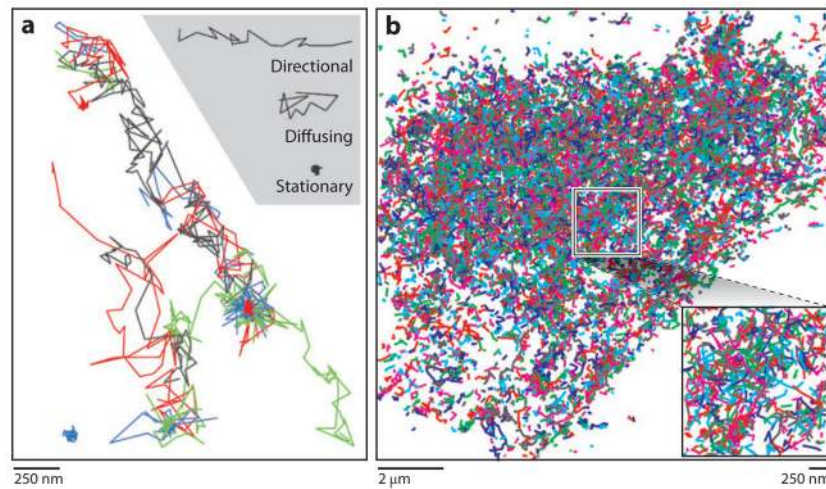 a
Directional
Diffusing
Stationary
250 nm
b
2 μm
250 nm